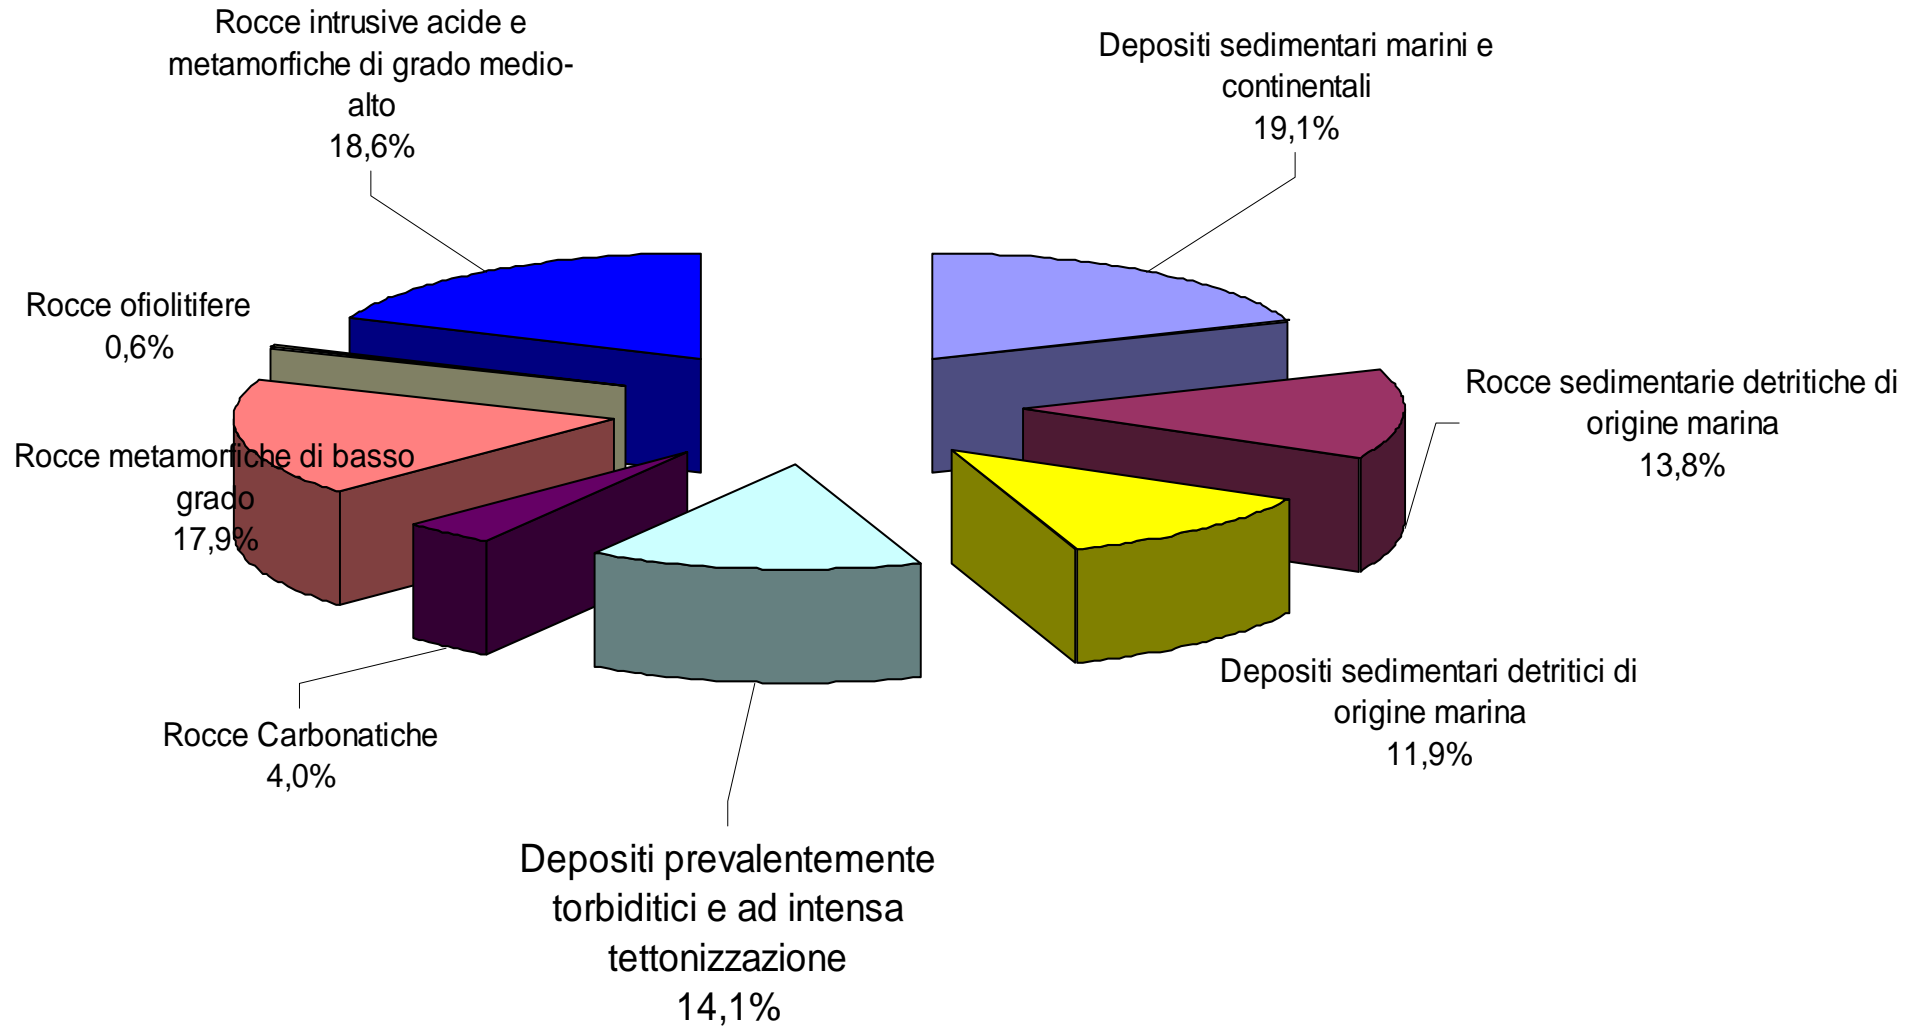 Rocce intrusive acide e
metamorfiche di grado medio-
alto
18,6%
Depositi sedimentari marini e
continentali
19,1%
Rocce ofiolitifere
0,6%
Rocce sedimentarie detritiche di
origine marina
13,8%
Rocce metamorfiche di basso
grado
17,9%
Depositi sedimentari detritici di
origine marina
11,9%
Rocce Carbonatiche
4,0%
Depositi prevalentemente
torbiditici e ad intensa
tettonizzazione
14,1%